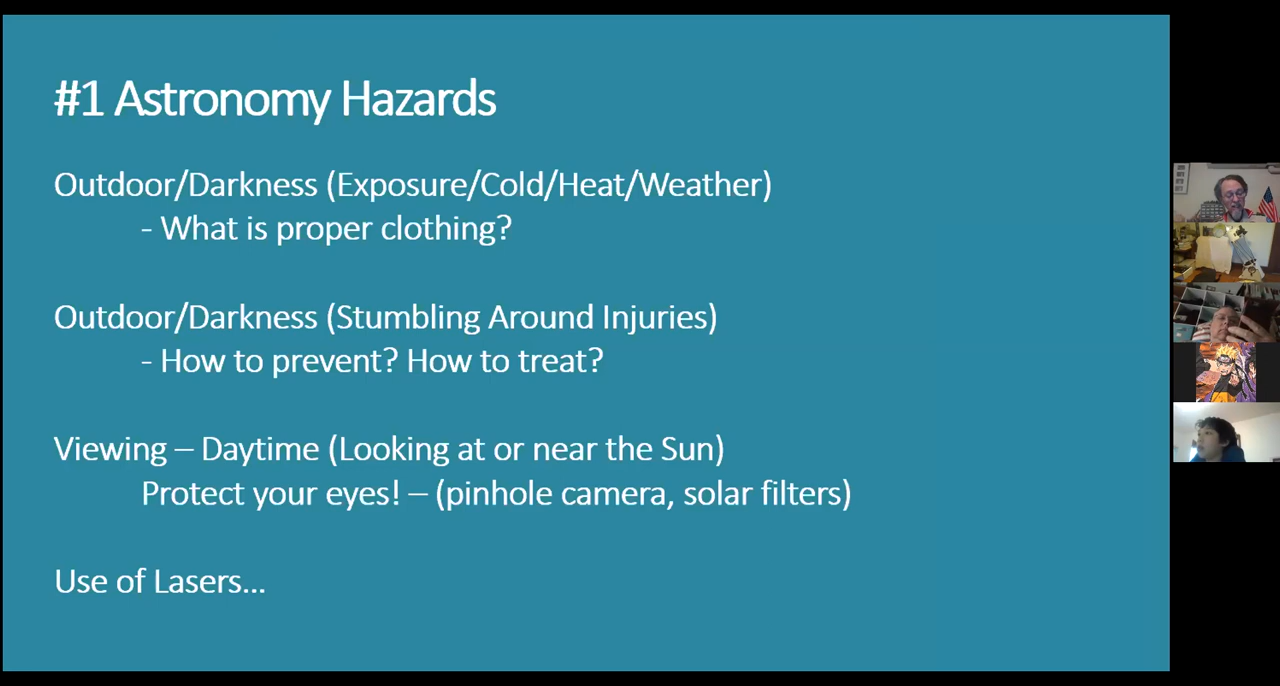 #1 Astronomy Hazards
Outdoor/Darkness (Exposure/Cold/Heat/Weather)
- What is proper clothing?
Outdoor/Darkness (Stumbling Around Injuries)
- How to prevent? How to treat?
Viewing – Daytime (Looking at or near the Sun)
Protect your eyes! – (pinhole camera, solar filters)
Use of Lasers...